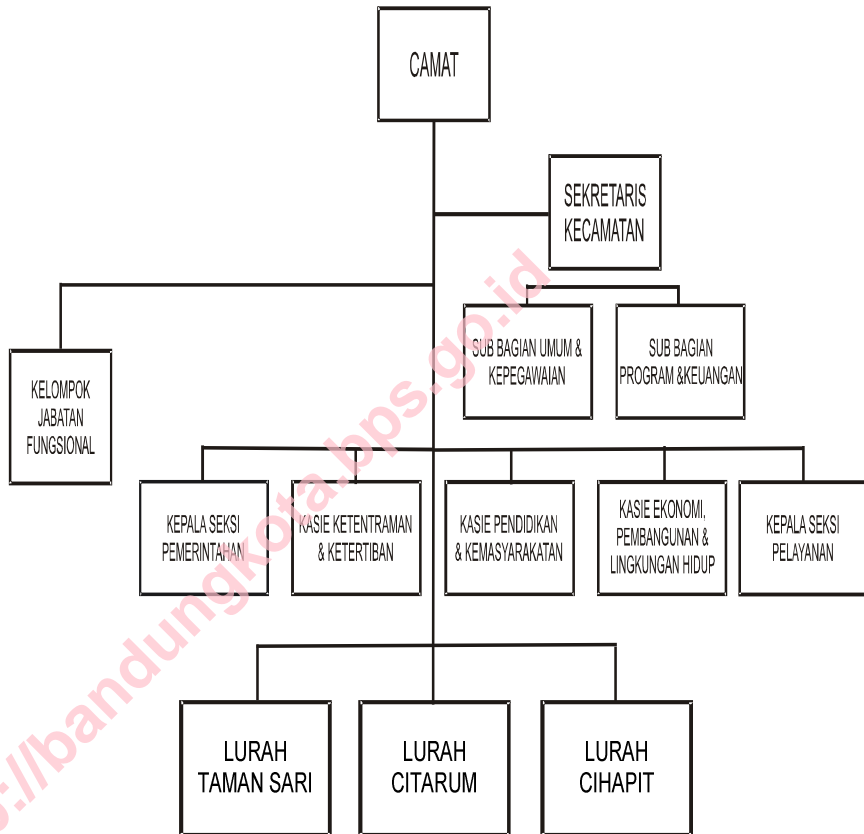 CAMAT
SEKRETARIS
KECAMATAN
SUB BAGIAN UMUM &
KEPEGAWAIAN
SUB BAGIAN
PROGRAM &KEUANGAN
KELOMPOK
JABATAN
FUNGSIONAL
KEPALA SEKSI
PEMERINTAHAN
KASIE KETENTRAMAN
& KETERTIBAN
KASIE PENDIDIKAN
& KEMASYARAKATAN
KASIE EKONOMI,
PEMBANGUNAN &
LINGKUNGAN HIDUP
KEPALA SEKSI
PELAYANAN
LURAH
TAMAN SARI
LURAH
CITARUM
LURAH
CIHAPIT
://bandungkota.bps.go.id